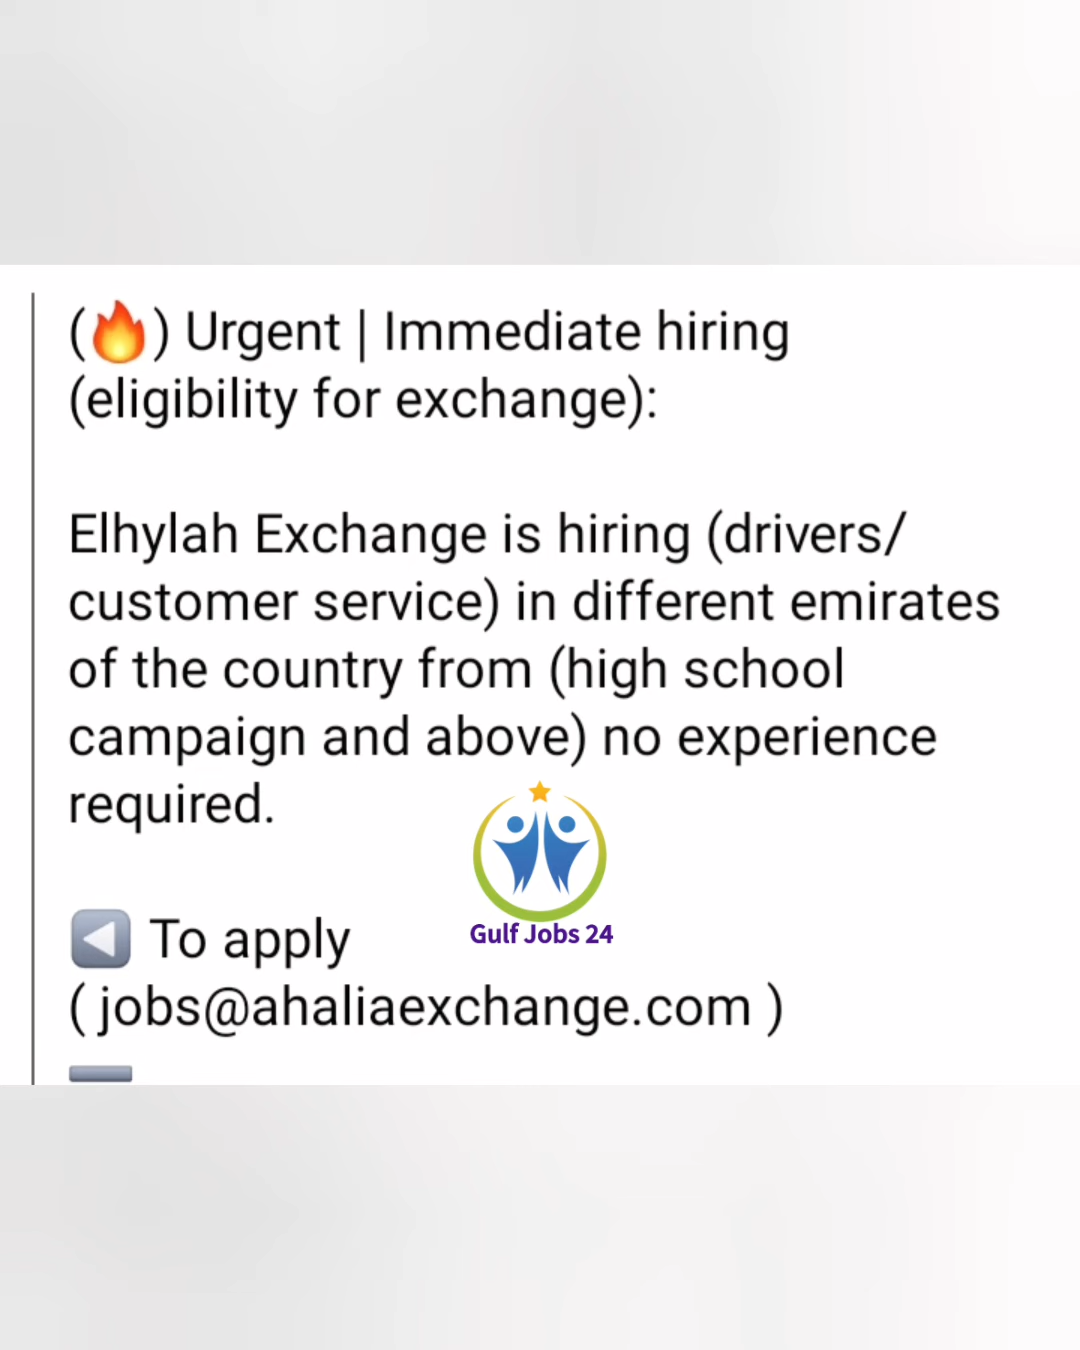 (🔥) Urgent | Immediate hiring
(eligibility for exchange):
Elhylah Exchange is hiring (drivers/
customer service) in different emirates
of the country from (high school
campaign and above) no experience
required.
Gulf Jobs 24
◀️ To apply
( jobs@ahaliaexchange.com )